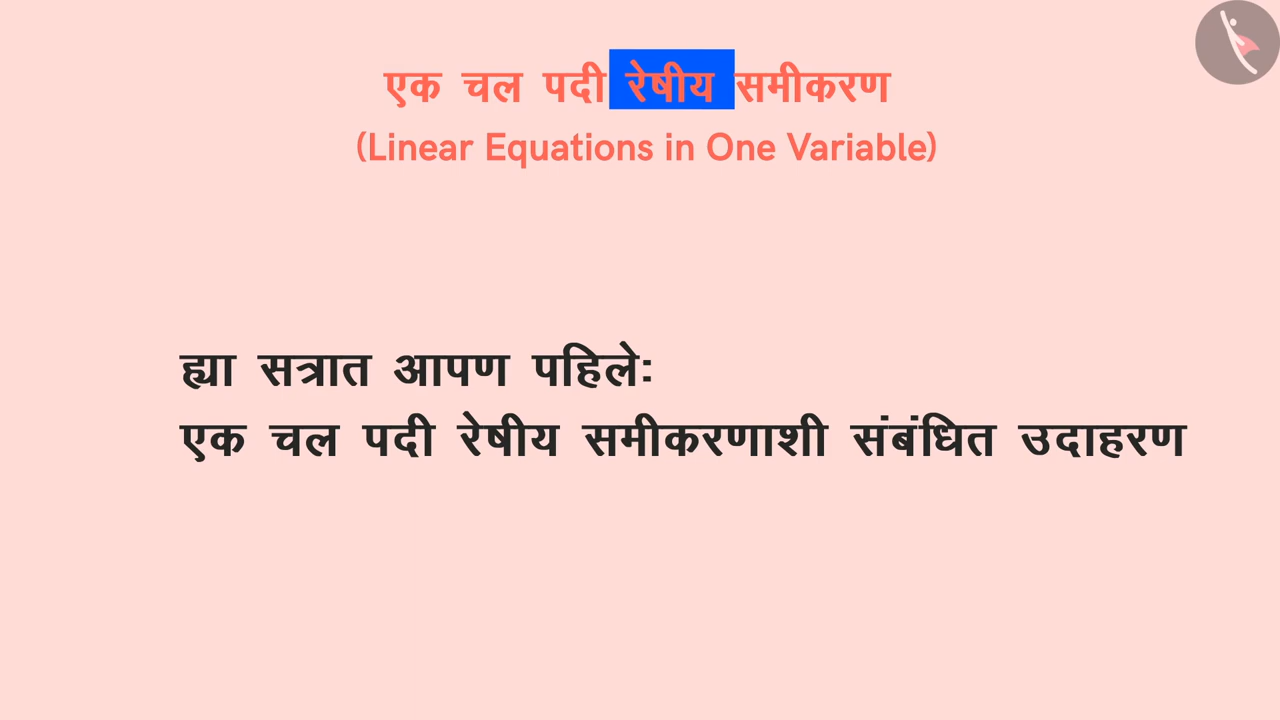 एक चल पदी रेषीय समीकरण
(Linear Equations in One Variable)
ह्या सत्रात आपण पहिले:
एक चल पदी रेषीय समीकरणाशी संबंधित उदाहरण